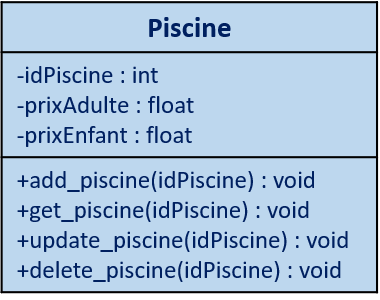 Piscine
-idPiscine : int
-prixAdulte : float
-prixEnfant : float
+add_piscine(idPiscine) : void
+get_piscine(idPiscine) : void
+update_piscine(idPiscine) : void
+delete_piscine(idPiscine) : void